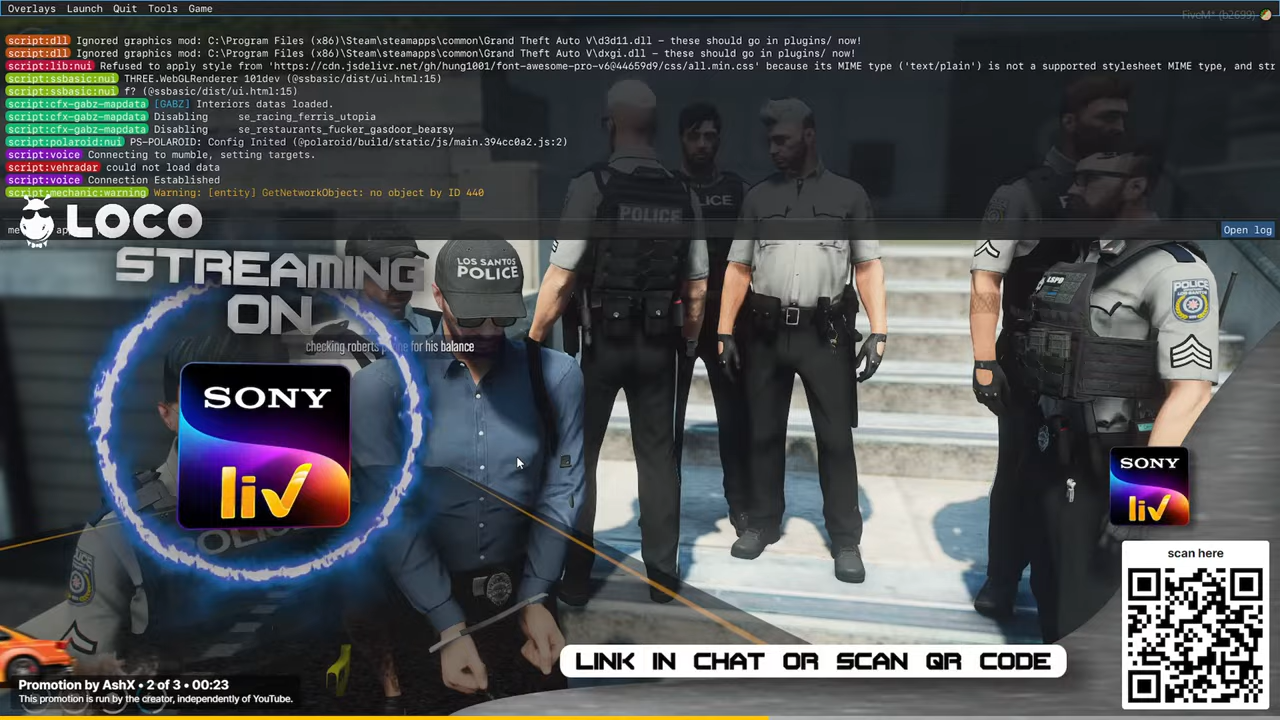 Overlays Launch Quit Tools Game
FiveM* (b2699)
script:dll Ignored graphics mod: C:\Program Files (x86)\Steam\steamapps\common\Grand Theft Auto V\d3d11.dll - these should go in plugins/ now!
script:dll Ignored graphics mod: C:\Program Files (x86)\Steam\steamapps\common\Grand Theft Auto V\dxgi.dll - these should go in plugins/ now!
script:lib:nui Refused to apply style from 'https://cdn.jsdelivr.net/gh/hung1001/font-awesome-pro-v6@44659d9/css/all.min.css' because its MIME type ('text/plain') is not a supported stylesheet MIME type, and str
script:ssbasic:nui THREE.WebGLRenderer 101dev (@ssbasic/dist/ui.html:15)
script:ssbasic:nui f? (@ssbasic/dist/ui.html:15)
script:cfx-gabz-mapdata [GABZ] Interiors datas loaded.
script:cfx-gabz-mapdata Disabling se_racing_ferris_utopia
script:cfx-gabz-mapdata Disabling se_restaurants_fucker_gasdoor_bearsy
script:polaroid:nui PS-POLAROID: Config Inited (@polaroid/build/static/js/main.394cc0a2.js:2)
script:voice Connecting to mumble, setting targets.
script:vehradar could not load data
script:voice Connection Established
script:mechanic:warning Warning: [entity] GetNetworkObject: no object by ID 440
Open log
LOCO
STREAMING
ON
checking roberts for his balance
SONY
liv
LOS SANTOS
POLICE
POLICE
POLICE
LSPD
POLICE
POLICE
SONY
liv
scan here
LINK IN CHAT OR SCAN QR CODE
Promotion by AshX • 2 of 3 • 00:23
This promotion is run by the creator, independently of YouTube.